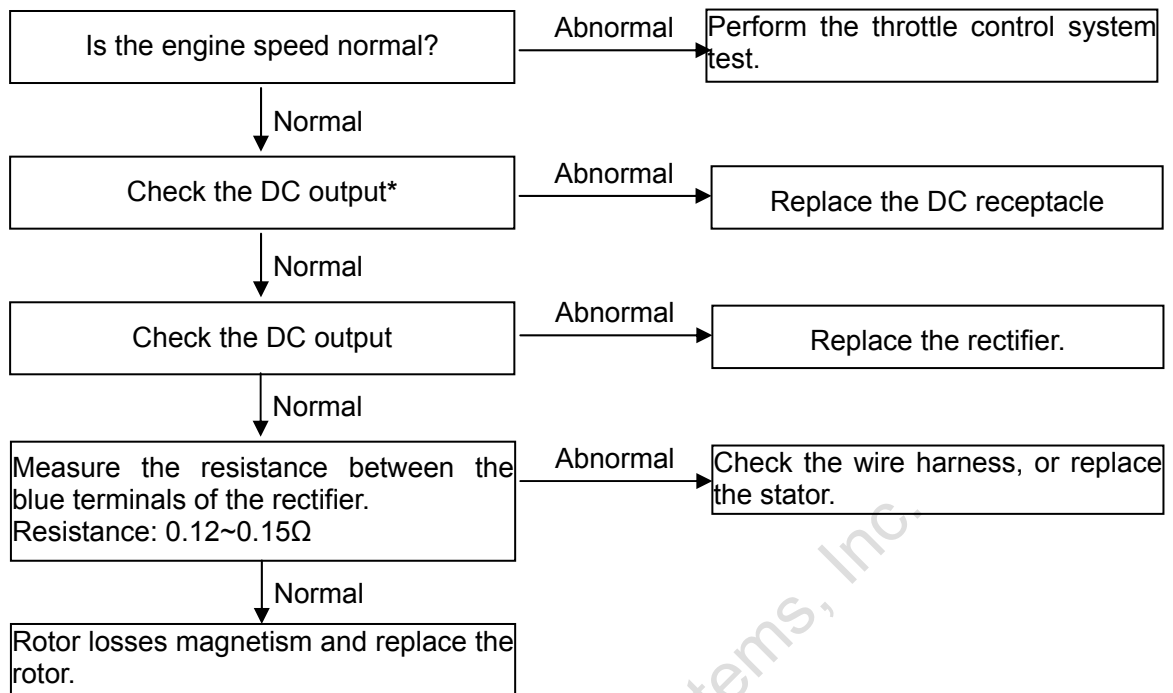 Is the engine speed normal?
Abnormal
Perform the throttle control system
test.
Normal
Check the DC output*
Abnormal
Replace the DC receptacle
Normal
Check the DC output
Abnormal
Replace the rectifier.
Normal
Measure the resistance between the
blue terminals of the rectifier.
Resistance: 0.12~0.15Ω
Abnormal
Check the wire harness, or replace
the stator.
Normal
Rotor losses magnetism and replace the
rotor.
Inc.